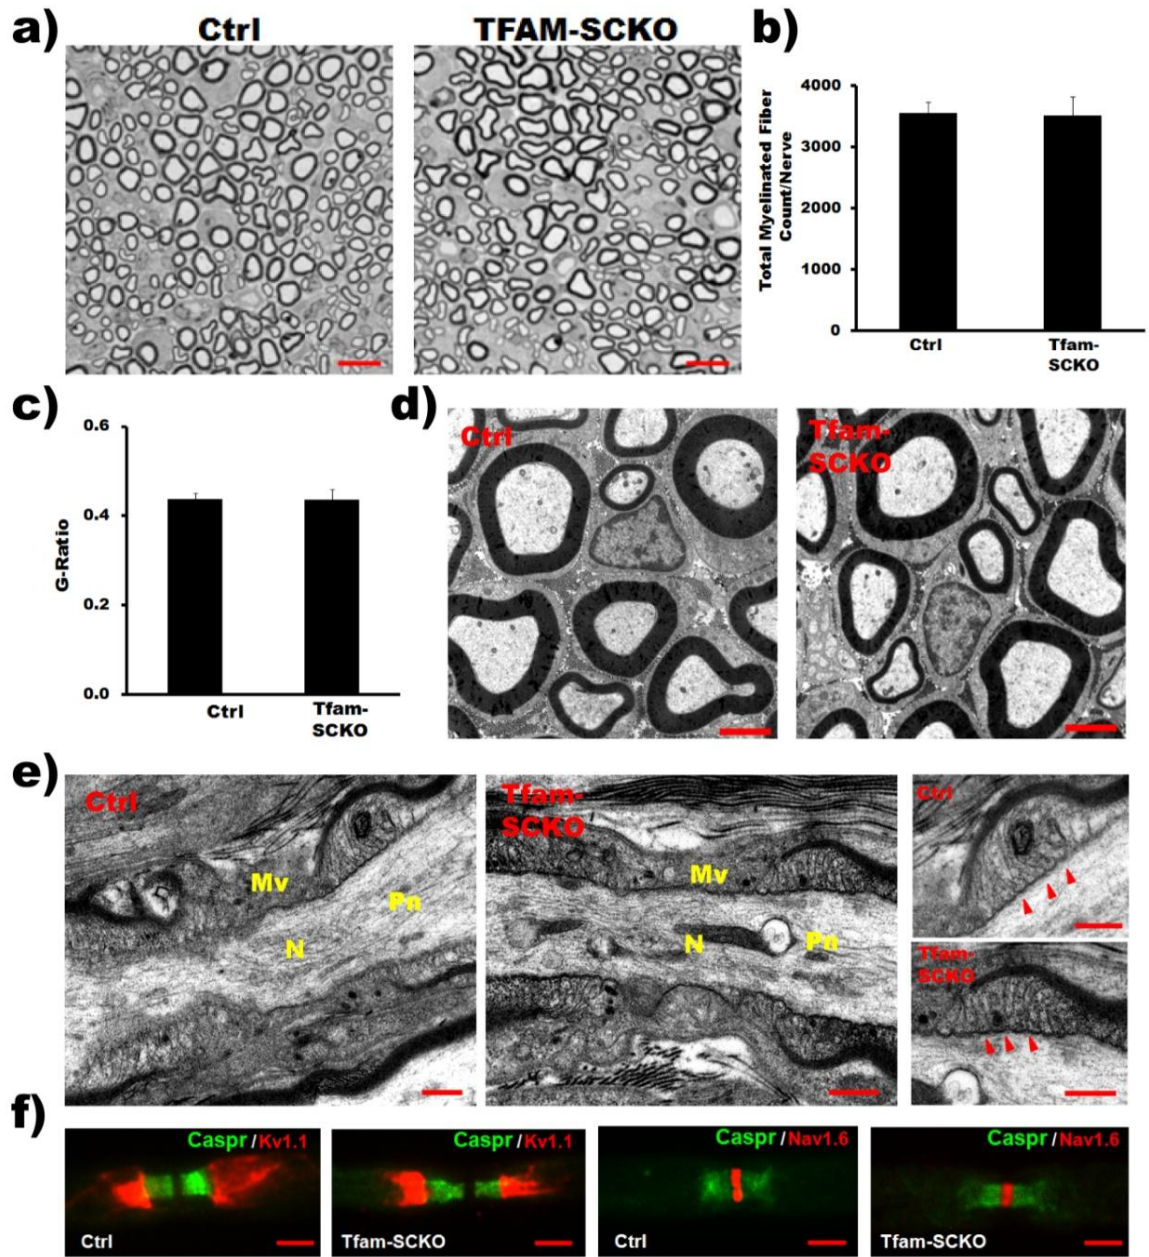 a)
Ctrl
TFAM-SCKO
b)
Total Myelinated Fiber
Count/Nerve
4000
3000
2000
1000
0
Ctrl
Tfam-
SCKO
c)
G-Ratio
0.6
0.4
0.2
0.0
Ctrl
Tfam-
SCKO
d)
Ctrl
Tfam-
SCKO
e)
Ctrl
Mv
Pn
N
Tfam-
SCKO
Mv
N
Pn
Ctrl
Tfam-
SCKO
f)
Caspr/Kv1.1
Ctrl
Caspr/Kv1.1
Tfam-SCKO
Caspr/Nav1.6
Ctrl
Caspr/Nav1.6
Tfam-SCKO